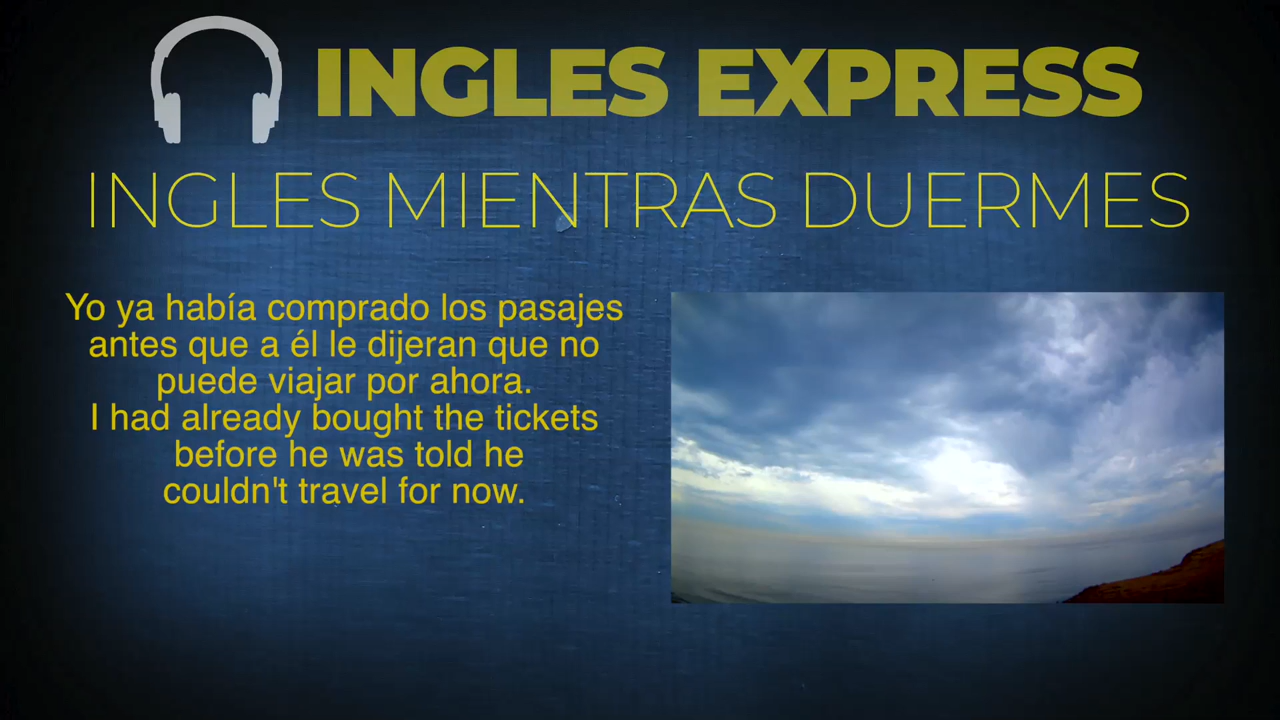 INGLES EXPRESS
INGLES MIENTRAS DUERMES
Yo ya había comprado los pasajes
antes que a él le dijeran que no
puede viajar por ahora.
I had already bought the tickets
before he was told he
couldn't travel for now.